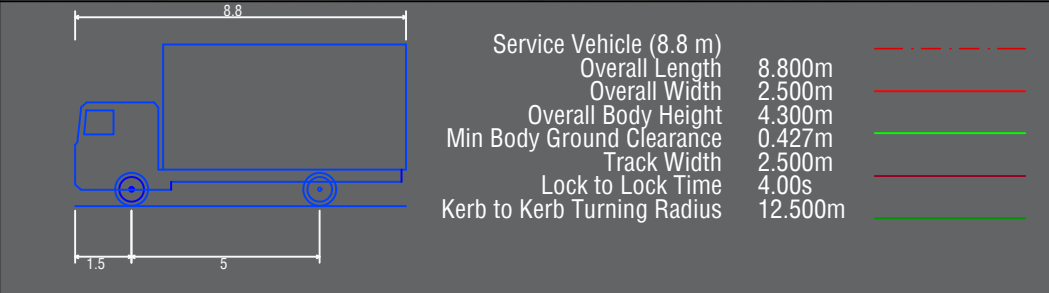 8.8
Service Vehicle (8.8 m)
Overall Length 8.800m
Overall Width 2.500m
Overall Body Height 4.300m
Min Body Ground Clearance 0.427m
Track Width 2.500m
Lock to Lock Time 4.00s
Kerb to Kerb Turning Radius 12.500m
1.5 5